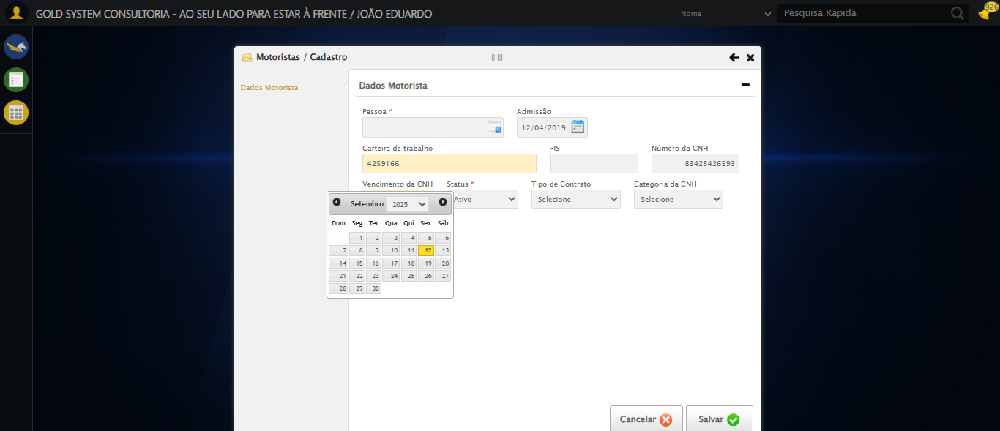 GOLD SYSTEM CONSULTORIA - AO SEU LADO PARA ESTAR À FRENTE / JOÃO EDUARDO
Nome
Pesquisa Rapida
926
Motoristas / Cadastro
Dados Motorista
Dados Motorista
Pessoa * Admissão
12/04/2019
Carteira de trabalho PIS Número da CNH
4259166 83425426593
Vencimento da CNH Status * Tipo de Contrato Categoria da CNH
Ativo Selecione Selecione
Setembro 2025
Dom Seg Ter Qua Qui Sex Sáb
1 2 3 4 5 6
7 8 9 10 11 12 13
14 15 16 17 18 19 20
21 22 23 24 25 26 27
28 29 30
Cancelar Salvar